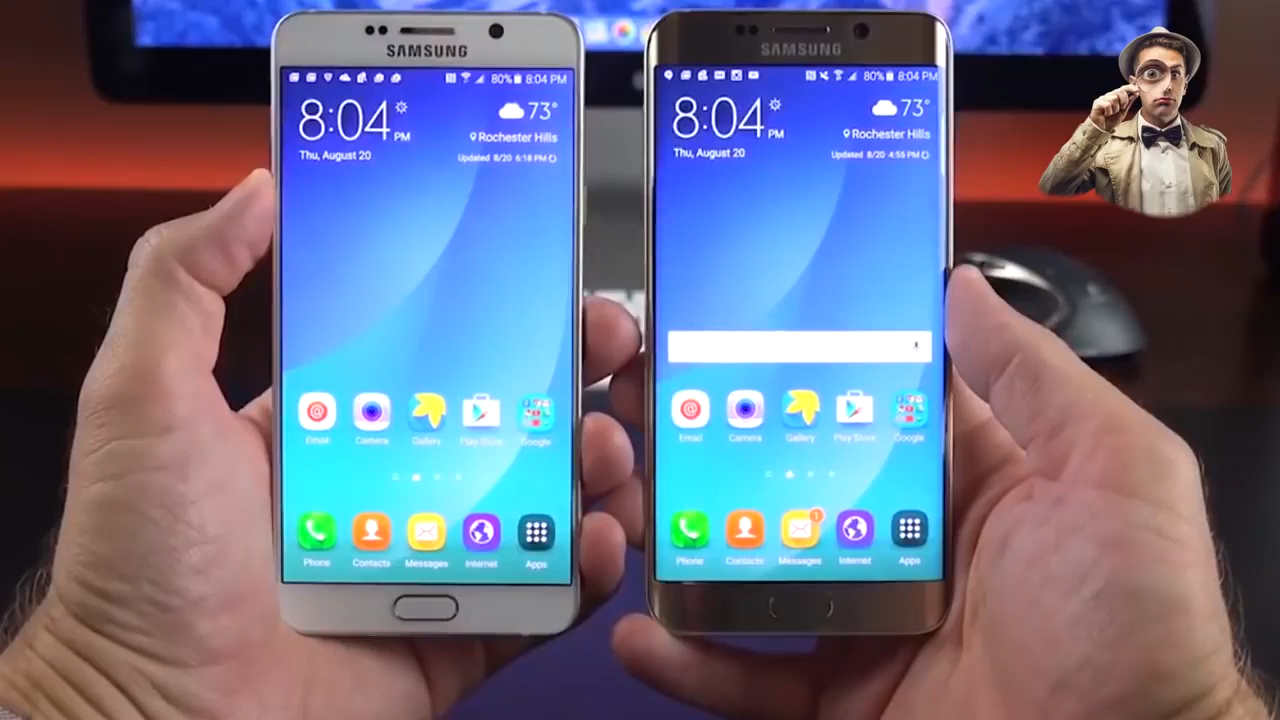 SAMSUNG
80% 8:04 PM
8:04 PM
73°
Rochester Hills
Thu, August 20
Updated 8/20 6:18 PM
Email Camera Gallery Play Store Google
Phone Contacts Messages Internet Apps
SAMSUNG
80% 8:04 PM
8:04 PM
73°
Rochester Hills
Thu, August 20
Updated 8/20 4:55 PM
Email Camera Gallery Play Store Google
1
Phone Contacts Messages Internet Apps